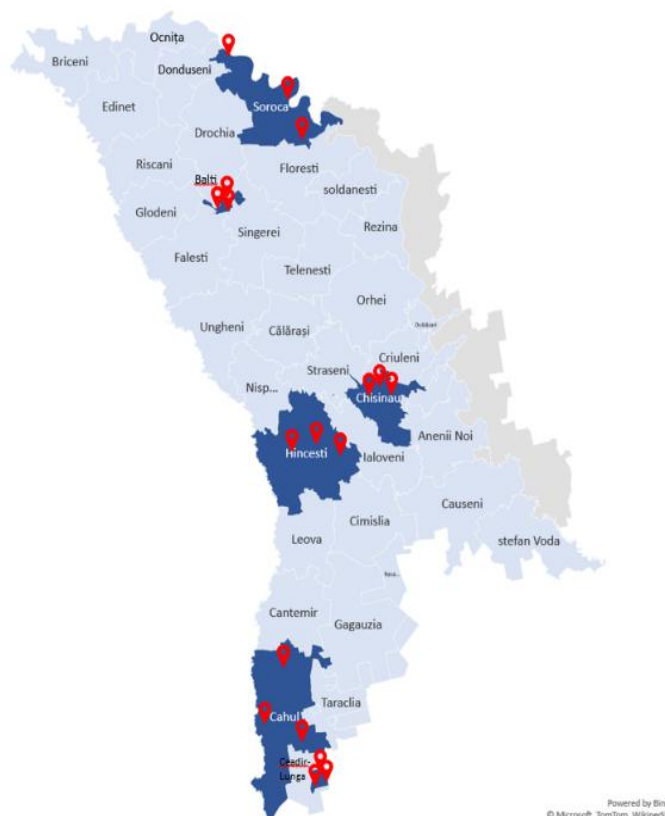 Ocnița
Briceni
Donduseni
Edinet
Soroca
Drochia
Riscani
Floresti
Balti
soldanesti
Glodeni
Rezina
Singerei
Falesti
Telenesti
Orhei
Ungheni
Călărași
Criuleni
Straseni
Nisp...
Chisinau
Anenii Noi
Hincesti
Ialoveni
Causeni
Cimislia
stefan Voda
Leova
Cantemir
Gagauzia
Taraclia
Cahul
Ceadir-
Lunga
Powered by Bin
© Microsoft, TomTom, Wikipedi